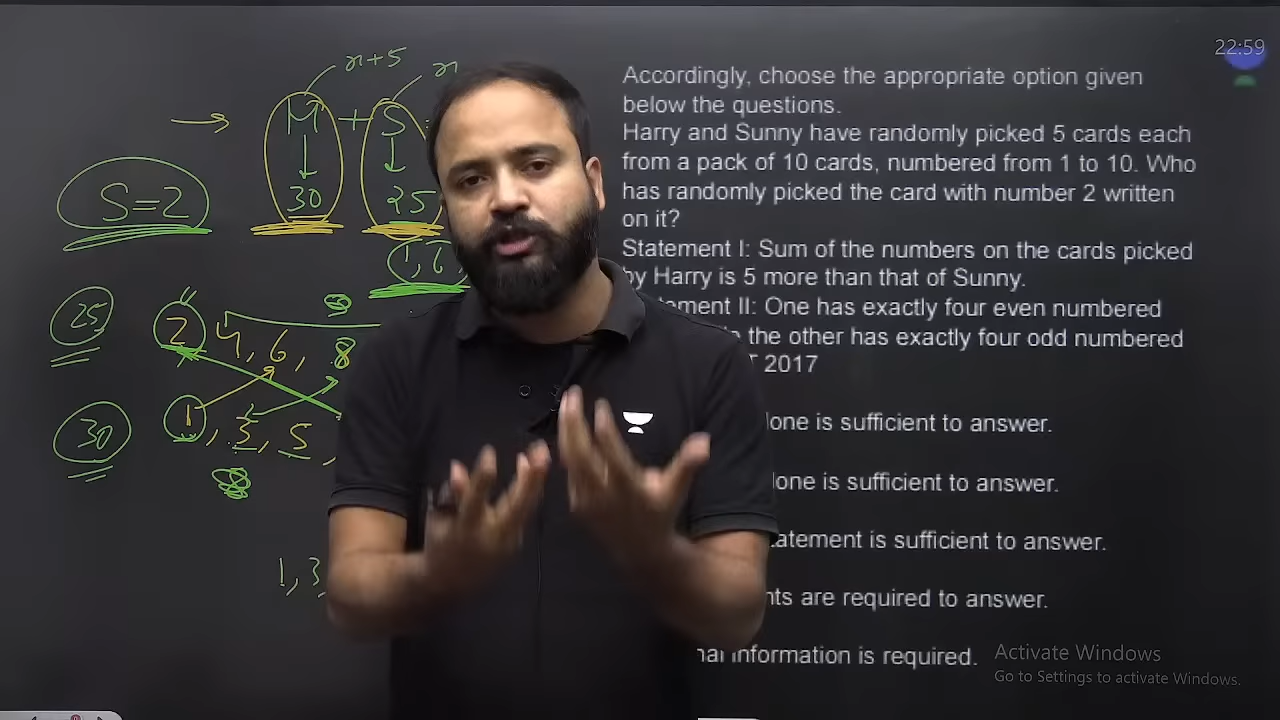 22:59
Accordingly, choose the appropriate option given
below the questions.
Harry and Sunny have randomly picked 5 cards each
from a pack of 10 cards, numbered from 1 to 10. Who
has randomly picked the card with number 2 written
on it?
Statement I: Sum of the numbers on the cards picked
by Harry is 5 more than that of Sunny.
II: One has exactly four even numbered
the other has exactly four odd numbered
2017
is sufficient to answer.
is sufficient to answer.
is sufficient to answer.
are required to answer.
information is required.
Activate Windows
Go to Settings to activate Windows.
x+5
x
→ H + S
30 25
S=2
25
2 4, 6, 8
30
1, 3, 5,
1, 3,